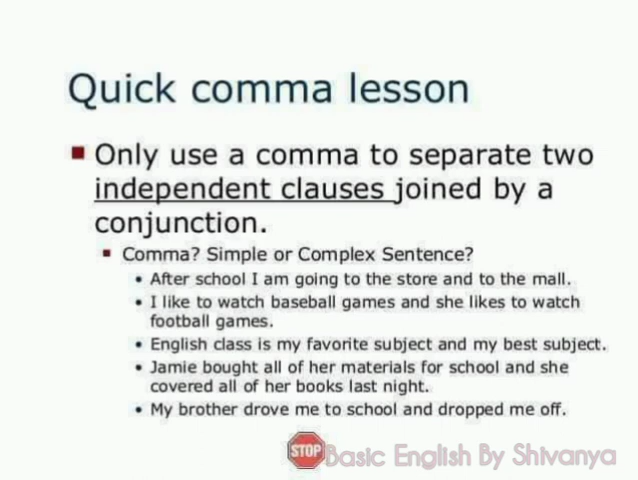 Quick comma lesson
Only use a comma to separate two
independent clauses joined by a
conjunction.
Comma? Simple or Complex Sentence?
After school I am going to the store and to the mall.
I like to watch baseball games and she likes to watch
football games.
English class is my favorite subject and my best subject.
Jamie bought all of her materials for school and she
covered all of her books last night.
My brother drove me to school and dropped me off.
STOP Basic English By Shivanya